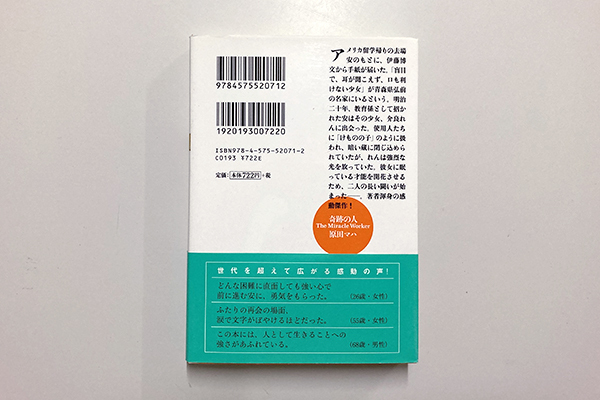 9784575520712
1920193007220
ISBN978-4-575-52071-2
C0193 ¥722E
定価：本体722円+税
アメリカ留学帰りの去場
安のもとに、伊藤博
文から手紙が届いた。「盲目
で、耳が聞こえず、口も利
けない少女」が青森県弘前
の名家にいるという。明治
二十年、教育係として招か
れた安はその少女、介良れ
んに出会った。使用人たち
に「けものの子」のように扱
われ、暗い蔵に閉じ込めら
れていたが、れんは強烈な
光を放っていた。彼女に眠
っている才能を開花させる
ため、二人の長い闘いが始
まった――。著者渾身の感
動傑作！
奇跡の人
The Miracle Worker
原田マハ
世代を超えて広がる感動の声！
どんな困難に直面しても強い心で
前に進む安に、勇気をもらった。（26歳・女性）
ふたりの再会の場面、
涙で文字がぼやけるほどだった。（55歳・女性）
この本には、人として生きることへの
強さがあふれている。（68歳・男性）